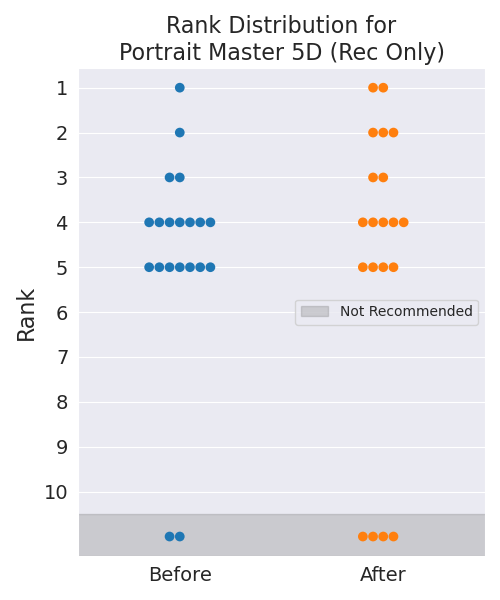 Rank Distribution for
Portrait Master 5D (Rec Only)
1
2
3
4
5
6
7
8
9
10
Rank
Not Recommended
Before
After